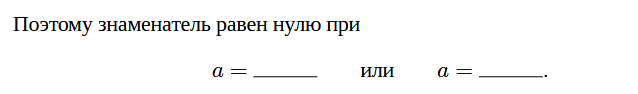 Поэтому знаменатель равен нулю при
a = ______ или a = ______.